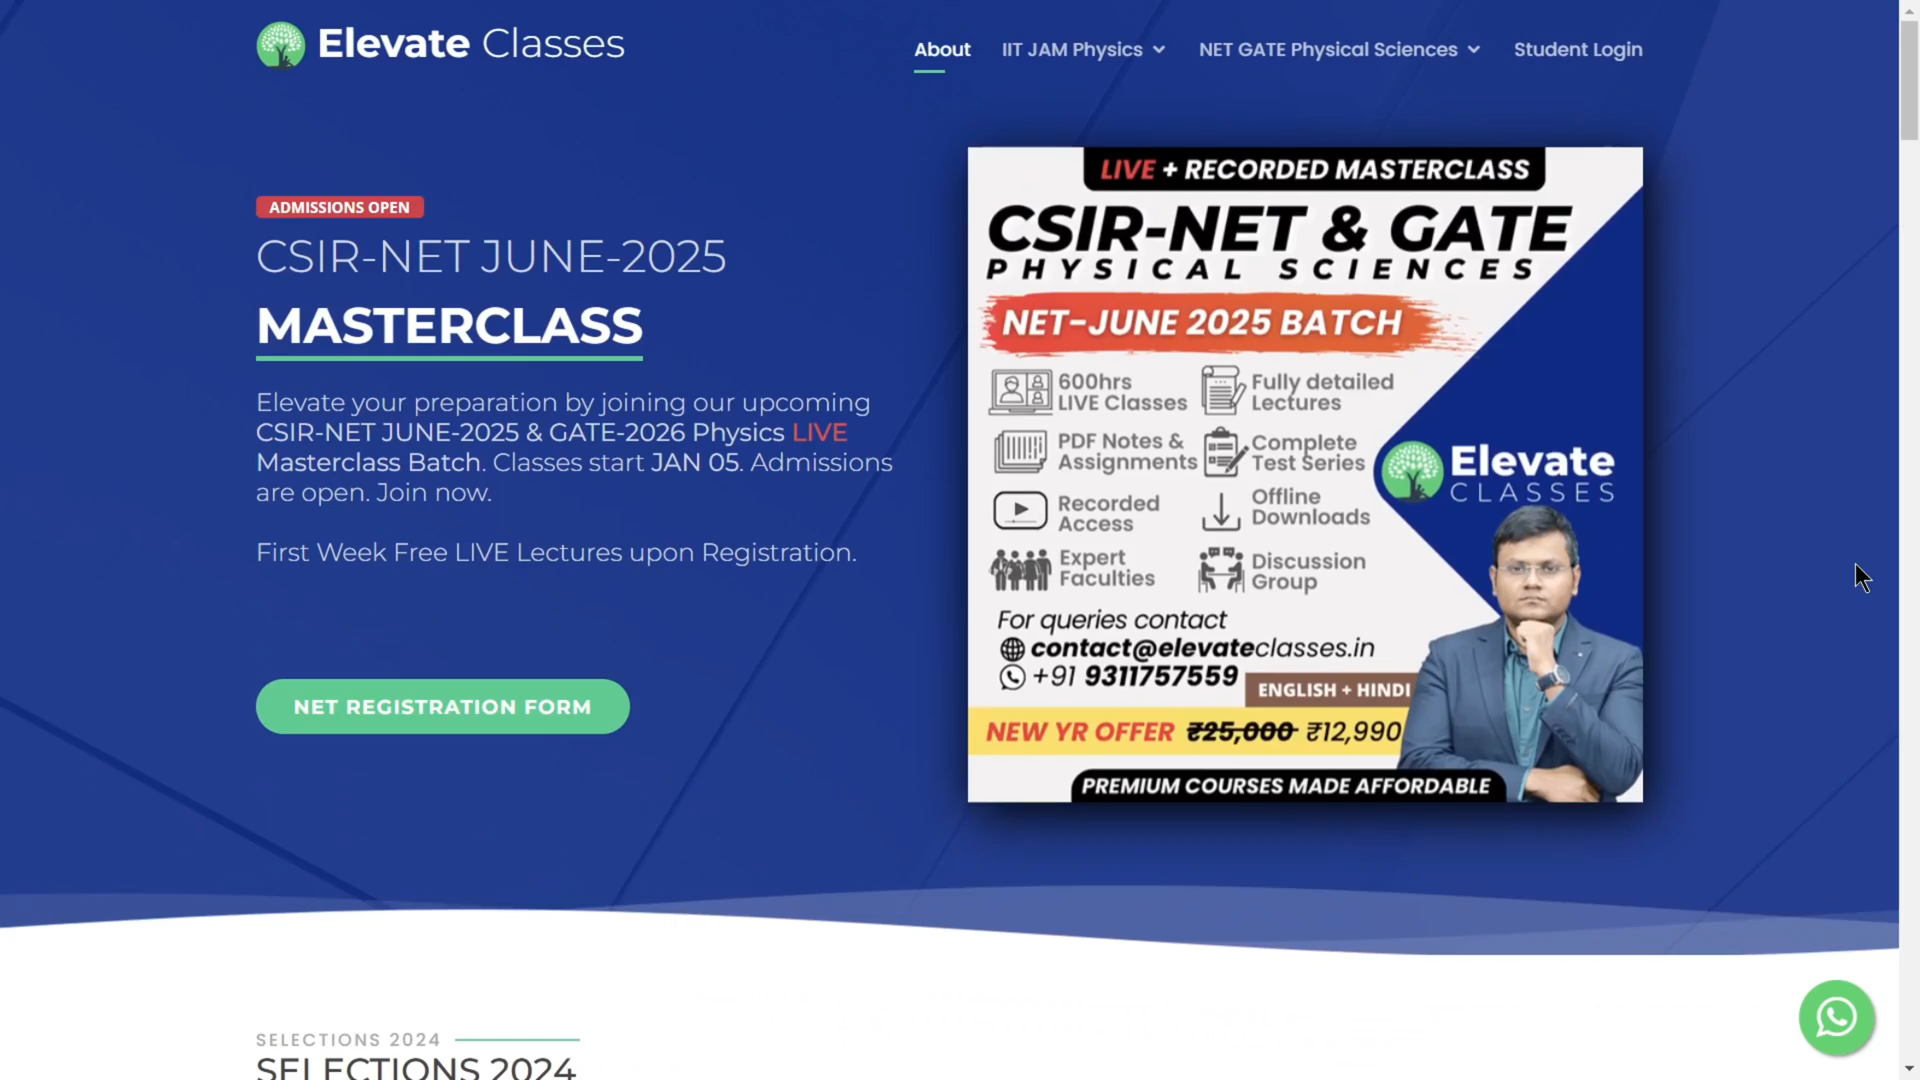 Elevate Classes
About
IIT JAM Physics
NET GATE Physical Sciences
Student Login
ADMISSIONS OPEN
CSIR-NET JUNE-2025
MASTERCLASS
Elevate your preparation by joining our upcoming
CSIR-NET JUNE-2025 & GATE-2026 Physics LIVE
Masterclass Batch. Classes start JAN 05. Admissions
are open. Join now.
First Week Free LIVE Lectures upon Registration.
NET REGISTRATION FORM
LIVE + RECORDED MASTERCLASS
CSIR-NET & GATE
PHYSICAL SCIENCES
NET-JUNE 2025 BATCH
600hrs
LIVE Classes
Fully detailed
Lectures
PDF Notes &
Assignments
Complete
Test Series
Recorded
Access
Offline
Downloads
Expert
Faculties
Discussion
Group
Elevate
CLASSES
For queries contact
contact@elevateclasses.in
+91 9311757559
ENGLISH + HINDI
NEW YR OFFER ₹25,000 ₹12,990
PREMIUM COURSES MADE AFFORDABLE
SELECTIONS 2024
SELECTIONS 2024